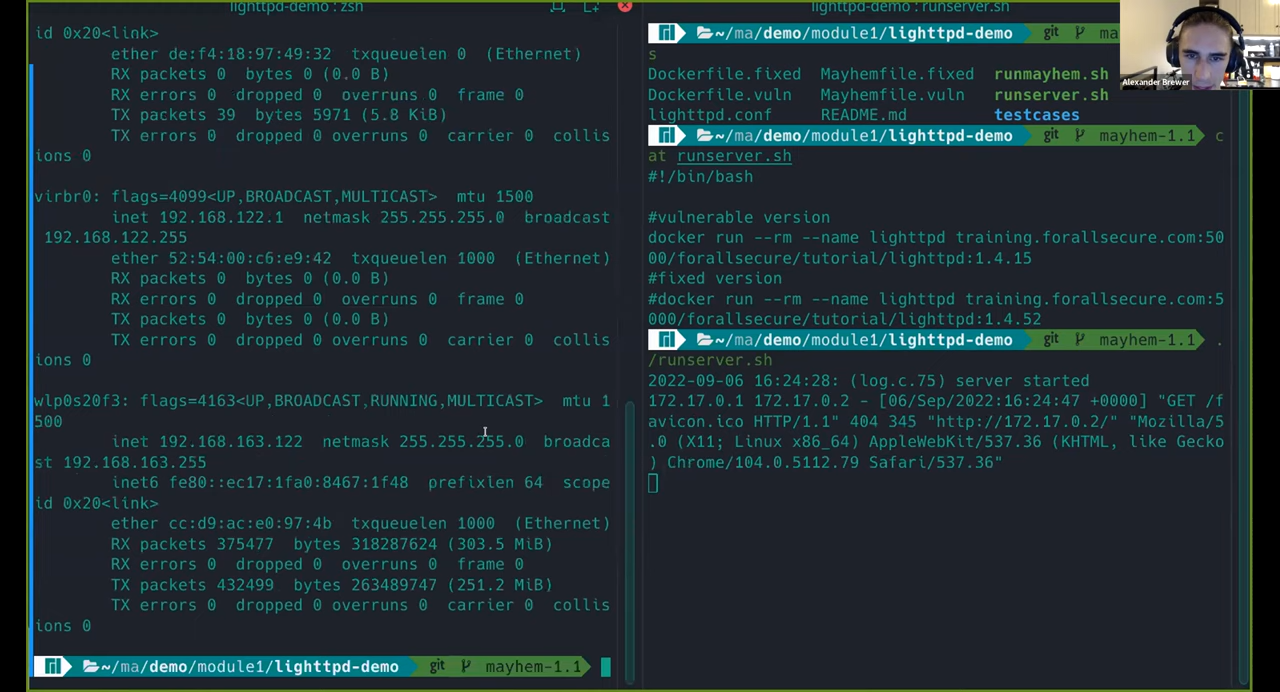 lighttpd-demo : zsh
id 0x20<link>
ether de:f4:18:97:49:32 txqueuelen 0 (Ethernet)
RX packets 0 bytes 0 (0.0 B)
RX errors 0 dropped 0 overruns 0 frame 0
TX packets 39 bytes 5971 (5.8 KiB)
TX errors 0 dropped 0 overruns 0 carrier 0 collis
ions 0
virbr0: flags=4099<UP,BROADCAST,MULTICAST> mtu 1500
inet 192.168.122.1 netmask 255.255.255.0 broadcast
192.168.122.255
ether 52:54:00:c6:e9:42 txqueuelen 1000 (Ethernet)
RX packets 0 bytes 0 (0.0 B)
RX errors 0 dropped 0 overruns 0 frame 0
TX packets 0 bytes 0 (0.0 B)
TX errors 0 dropped 0 overruns 0 carrier 0 collis
ions 0
wlp0s20f3: flags=4163<UP,BROADCAST,RUNNING,MULTICAST> mtu 1
500
inet 192.168.163.122 netmask 255.255.255.0 broadca
st 192.168.163.255
inet6 fe80::ec17:1fa0:8467:1f48 prefixlen 64 scope
id 0x20<link>
ether cc:d9:ac:e0:97:4b txqueuelen 1000 (Ethernet)
RX packets 375477 bytes 318287624 (303.5 MiB)
RX errors 0 dropped 0 overruns 0 frame 0
TX packets 432499 bytes 263489747 (251.2 MiB)
TX errors 0 dropped 0 overruns 0 carrier 0 collis
ions 0
~/ma/demo/module1/lighttpd-demo git mayhem-1.1
lighttpd-demo : runserver.sh
~/ma/demo/module1/lighttpd-demo git ma
s
Dockerfile.fixed Mayhemfile.fixed runmayhem.sh
Dockerfile.vuln Mayhemfile.vuln runserver.sh
lighttpd.conf README.md testcases
~/ma/demo/module1/lighttpd-demo git mayhem-1.1 c
at runserver.sh
#!/bin/bash
#vulnerable version
docker run --rm --name lighttpd training.forallsecure.com:50
00/forallsecure/tutorial/lighttpd:1.4.15
#fixed version
#docker run --rm --name lighttpd training.forallsecure.com:5
000/forallsecure/tutorial/lighttpd:1.4.52
~/ma/demo/module1/lighttpd-demo git mayhem-1.1 .
/runserver.sh
2022-09-06 16:24:28: (log.c.75) server started
172.17.0.1 172.17.0.2 - [06/Sep/2022:16:24:47 +0000] "GET /f
avicon.ico HTTP/1.1" 404 345 "http://172.17.0.2/" "Mozilla/5
.0 (X11; Linux x86_64) AppleWebKit/537.36 (KHTML, like Gecko
) Chrome/104.0.5112.79 Safari/537.36"
Alexander Brewer